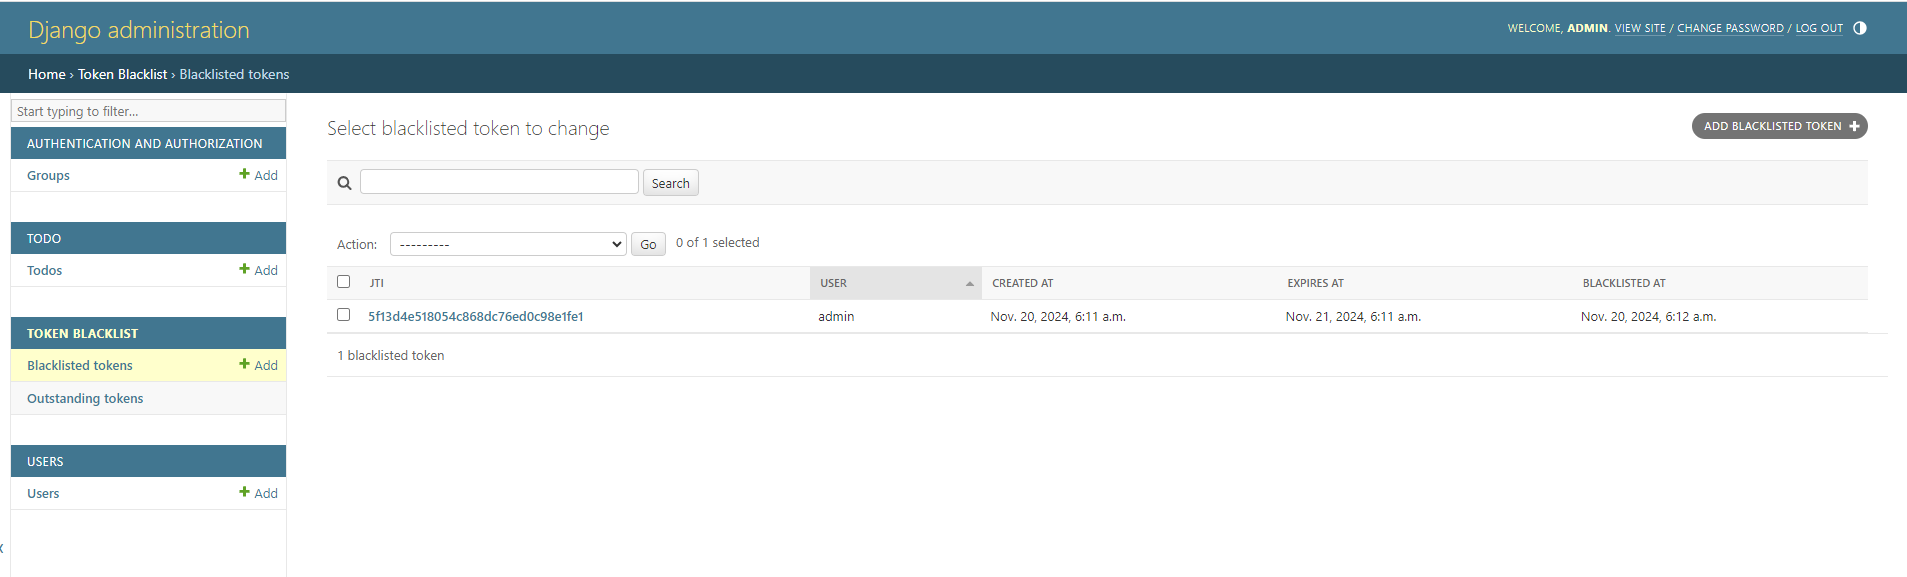 Django administration
WELCOME, ADMIN. VIEW SITE / CHANGE PASSWORD / LOG OUT
Home › Token Blacklist › Blacklisted tokens
Start typing to filter...
AUTHENTICATION AND AUTHORIZATION
Groups + Add
TODO
Todos + Add
TOKEN BLACKLIST
Blacklisted tokens + Add
Outstanding tokens
USERS
Users + Add
Select blacklisted token to change
ADD BLACKLISTED TOKEN +
Search
Action: --------- Go 0 of 1 selected
JTI USER CREATED AT EXPIRES AT BLACKLISTED AT
5f13d4e518054c868dc76ed0c98e1fe1 admin Nov. 20, 2024, 6:11 a.m. Nov. 21, 2024, 6:11 a.m. Nov. 20, 2024, 6:12 a.m.
1 blacklisted token